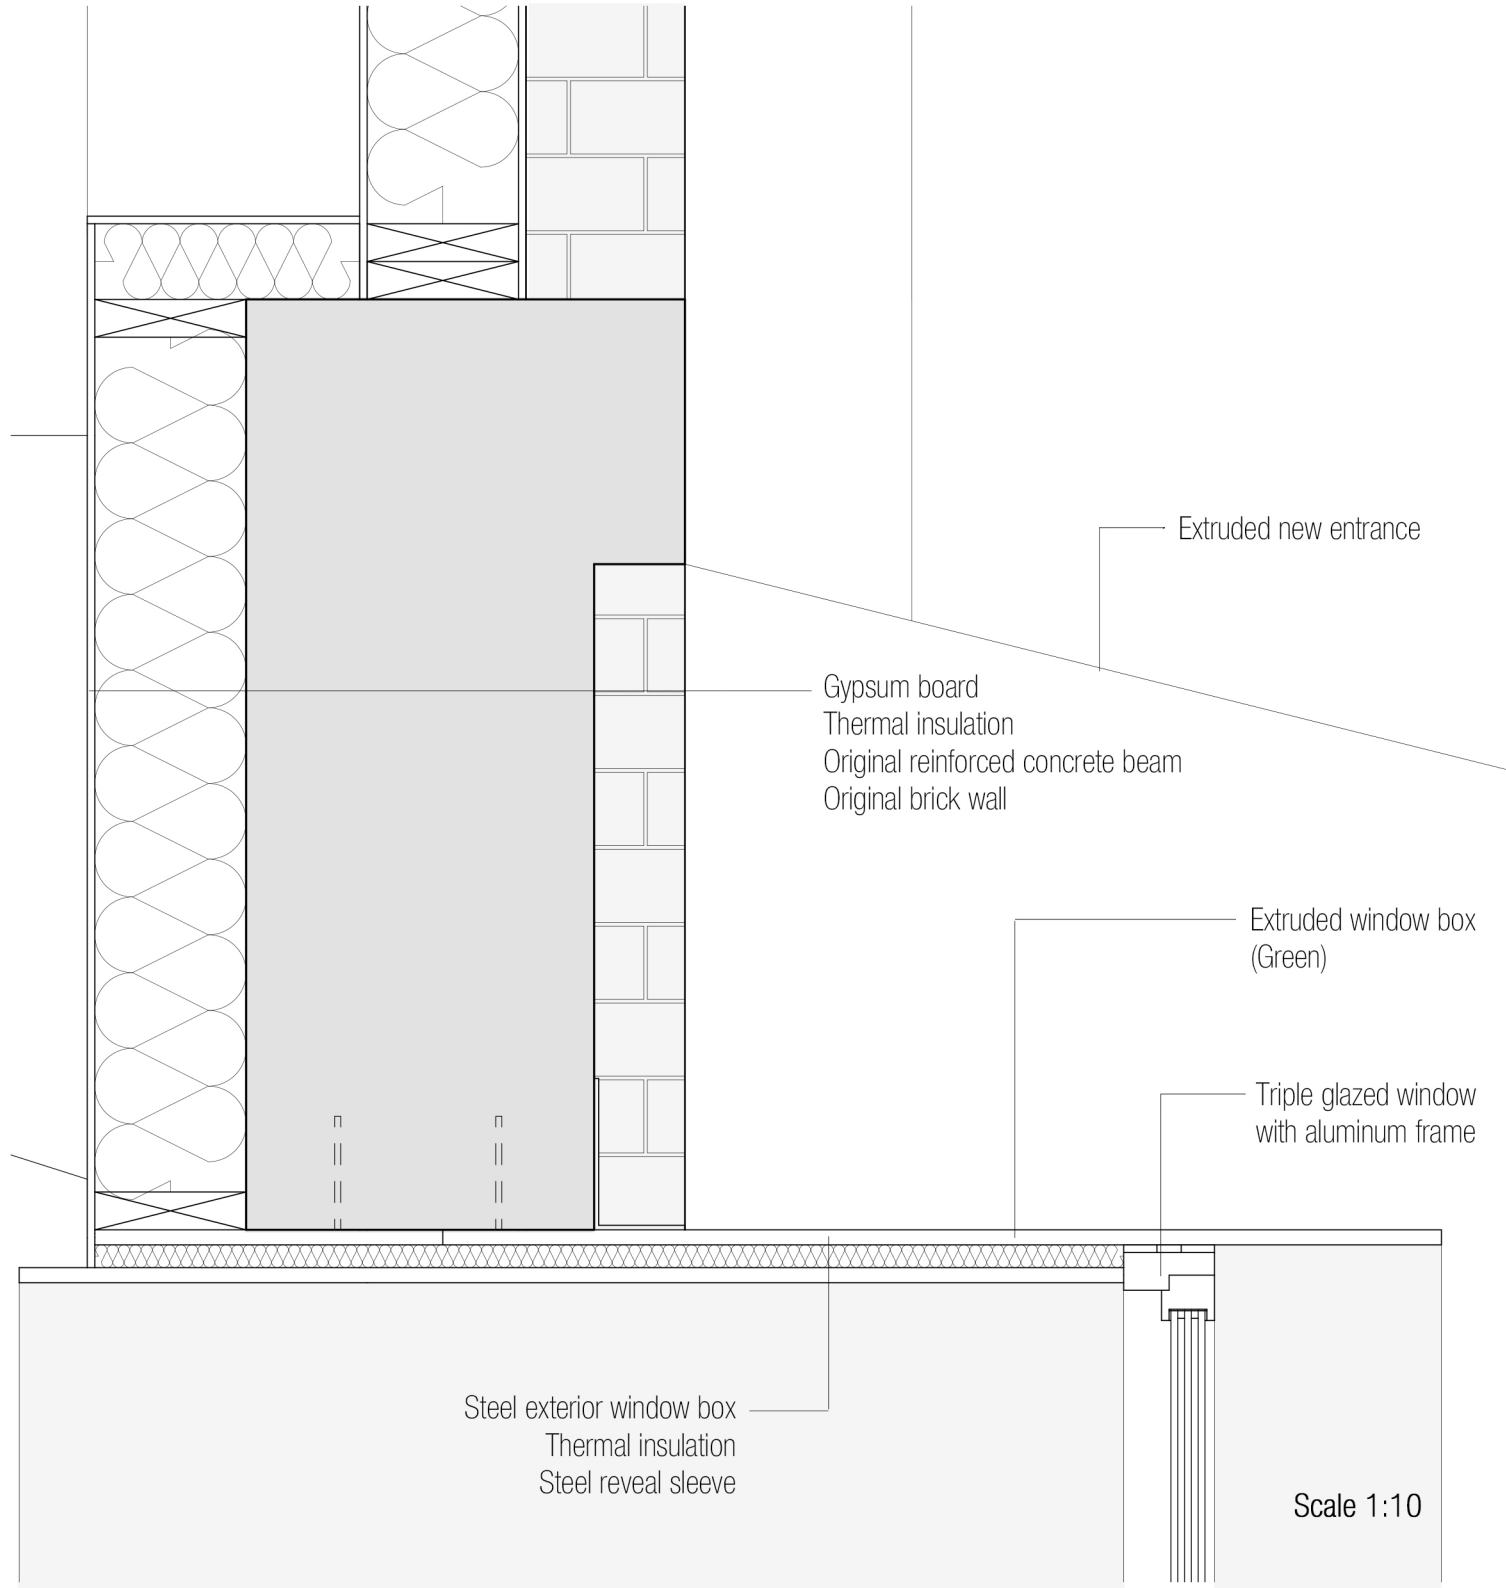 Extruded new entrance
Gypsum board
Thermal insulation
Original reinforced concrete beam
Original brick wall
Extruded window box
(Green)
Triple glazed window
with aluminum frame
Steel exterior window box
Thermal insulation
Steel reveal sleeve
Scale 1:10